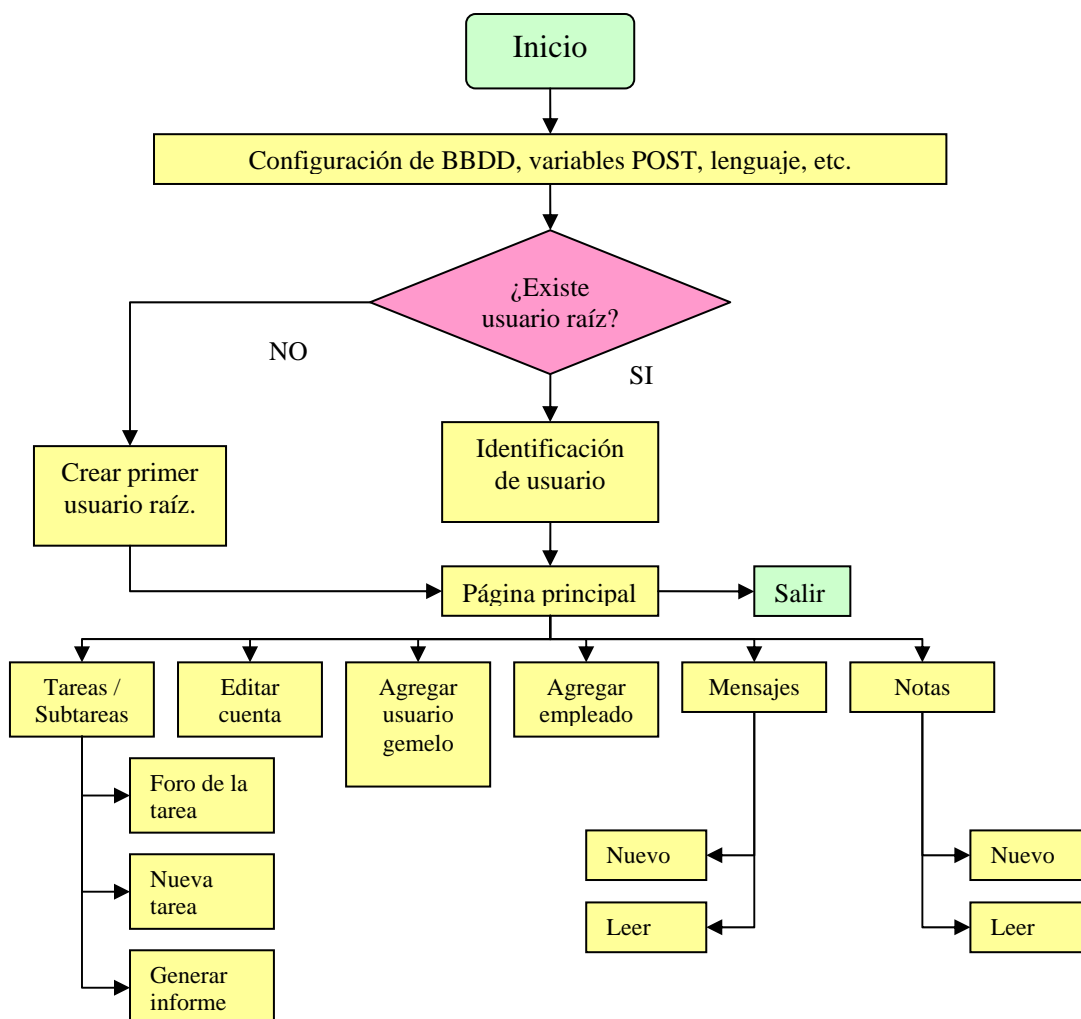 Inicio
Configuración de BBDD, variables POST, lenguaje, etc.
¿Existe
usuario raíz?
NO
SI
Crear primer
usuario raíz.
Identificación
de usuario
Página principal
Salir
Tareas /
Subtareas
Editar
cuenta
Agregar
usuario
gemelo
Agregar
empleado
Mensajes
Notas
Foro de la
tarea
Nueva
tarea
Generar
informe
Nuevo
Leer
Nuevo
Leer